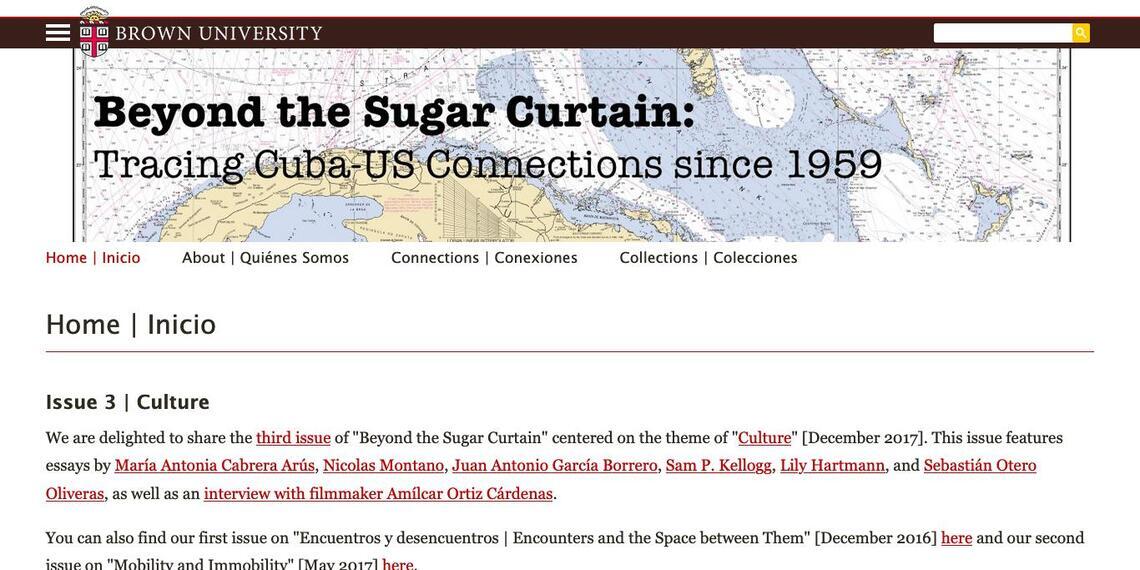 BROWN UNIVERSITY
Beyond the Sugar Curtain:
Tracing Cuba-US Connections since 1959
Home | Inicio About | Quiénes Somos Connections | Conexiones Collections | Colecciones
Home | Inicio
Issue 3 | Culture
We are delighted to share the third issue of "Beyond the Sugar Curtain" centered on the theme of "Culture" [December 2017]. This issue features
essays by María Antonia Cabrera Arús, Nicolas Montano, Juan Antonio García Borrero, Sam P. Kellogg, Lily Hartmann, and Sebastián Otero
Oliveras, as well as an interview with filmmaker Amílcar Ortiz Cárdenas.
You can also find our first issue on "Encuentros y desencuentros | Encounters and the Space between Them" [December 2016] here and our second
issue on "Mobility and Immobility" [May 2017] here.